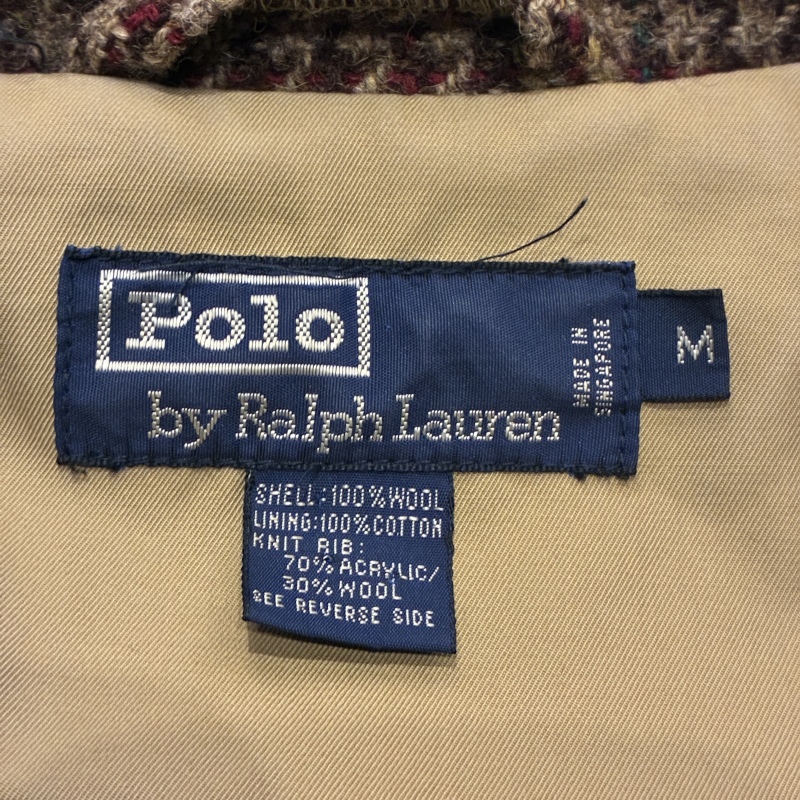 Polo
by Ralph Lauren
MADE IN
SINGAPORE
M
SHELL:100%WOOL
LINING:100%COTTON
KNIT RIB:
70% ACRYLIC/
30% WOOL
SEE REVERSE SIDE